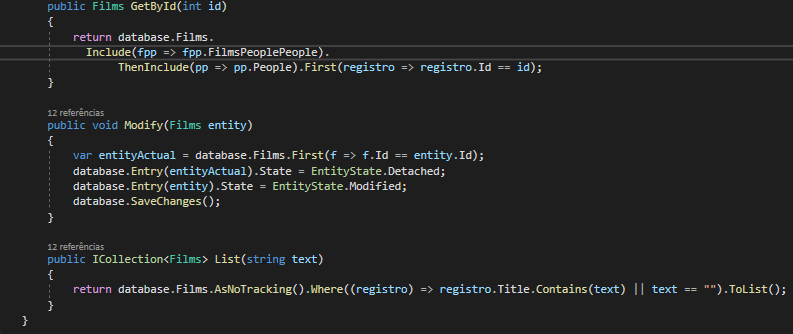 public Films GetById(int id)
{
return database.Films.
Include(fpp => fpp.FilmsPeoplePeople).
ThenInclude(pp => pp.People).First(registro => registro.Id == id);
}
12 referências
public void Modify(Films entity)
{
var entityActual = database.Films.First(f => f.Id == entity.Id);
database.Entry(entityActual).State = EntityState.Detached;
database.Entry(entity).State = EntityState.Modified;
database.SaveChanges();
}
12 referências
public ICollection<Films> List(string text)
{
return database.Films.AsNoTracking().Where((registro) => registro.Title.Contains(text) || text == "").ToList();
}
}